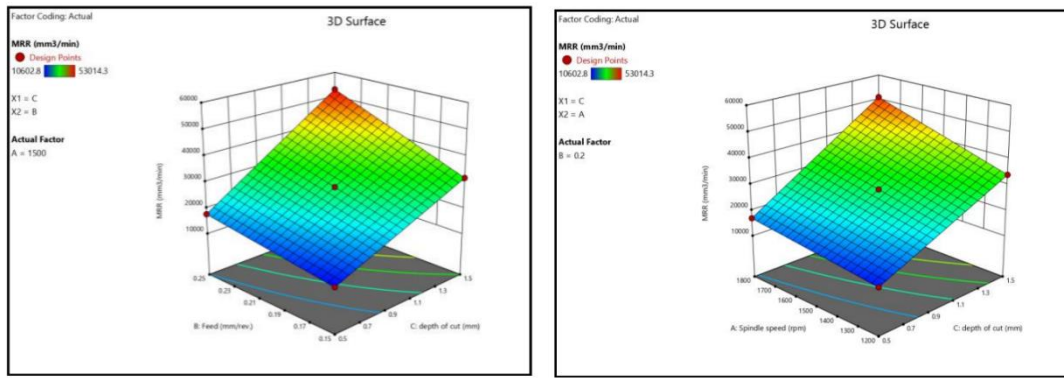 Factor Coding: Actual
3D Surface
MRR (mm3/min)
Design Points
10602.8 53014.3
X1 = C
X2 = B
Actual Factor
A = 1500
MRR (mm3/min)
60000
50000
40000
30000
20000
10000
0.25
0.23
0.21
0.19
0.17
0.15
B: Feed (mm/rev.)
0.5
0.7
0.9
1.1
1.3
1.5
C: depth of cut (mm)
Factor Coding: Actual
3D Surface
MRR (mm3/min)
Design Points
10602.8 53014.3
X1 = C
X2 = A
Actual Factor
B = 0.2
MRR (mm3/min)
60000
50000
40000
30000
20000
10000
1800
1700
1600
1500
1400
1300
1200
A: Spindle speed (rpm)
0.5
0.7
0.9
1.1
1.3
1.5
C: depth of cut (mm)